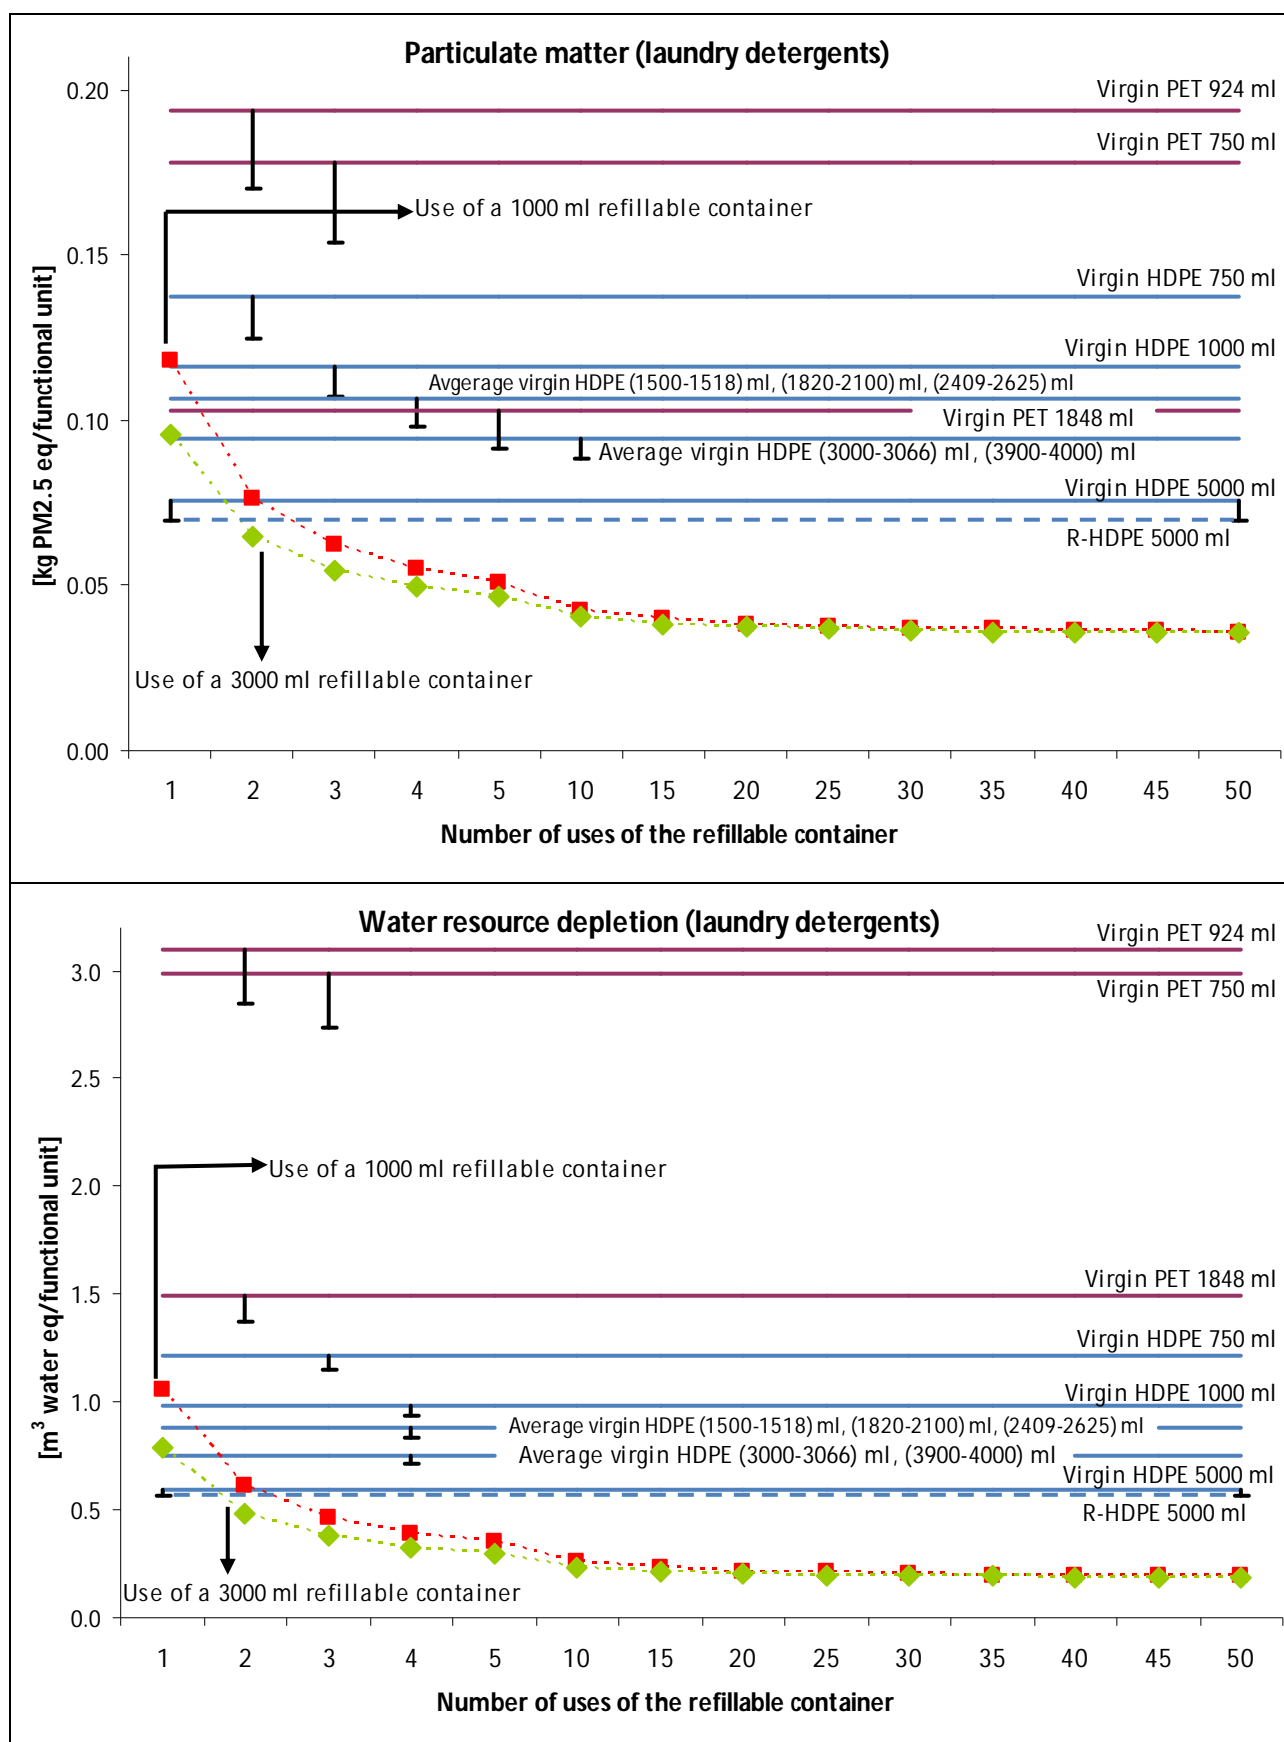 Particulate matter (laundry detergents)
0.20
0.15
0.10
0.05
0.00
[kg PM2.5 eq/functional unit]
Virgin PET 924 ml
Virgin PET 750 ml
Use of a 1000 ml refillable container
Virgin HDPE 750 ml
Virgin HDPE 1000 ml
Avgerage virgin HDPE (1500-1518) ml, (1820-2100) ml, (2409-2625) ml
Virgin PET 1848 ml
Average virgin HDPE (3000-3066) ml, (3900-4000) ml
Virgin HDPE 5000 ml
R-HDPE 5000 ml
Use of a 3000 ml refillable container
1 2 3 4 5 10 15 20 25 30 35 40 45 50
Number of uses of the refillable container
Water resource depletion (laundry detergents)
3.0
2.5
2.0
1.5
1.0
0.5
0.0
[m³ water eq/functional unit]
Virgin PET 924 ml
Virgin PET 750 ml
Use of a 1000 ml refillable container
Virgin PET 1848 ml
Virgin HDPE 750 ml
Virgin HDPE 1000 ml
Average virgin HDPE (1500-1518) ml, (1820-2100) ml, (2409-2625) ml
Average virgin HDPE (3000-3066) ml, (3900-4000) ml
Virgin HDPE 5000 ml
R-HDPE 5000 ml
Use of a 3000 ml refillable container
1 2 3 4 5 10 15 20 25 30 35 40 45 50
Number of uses of the refillable container